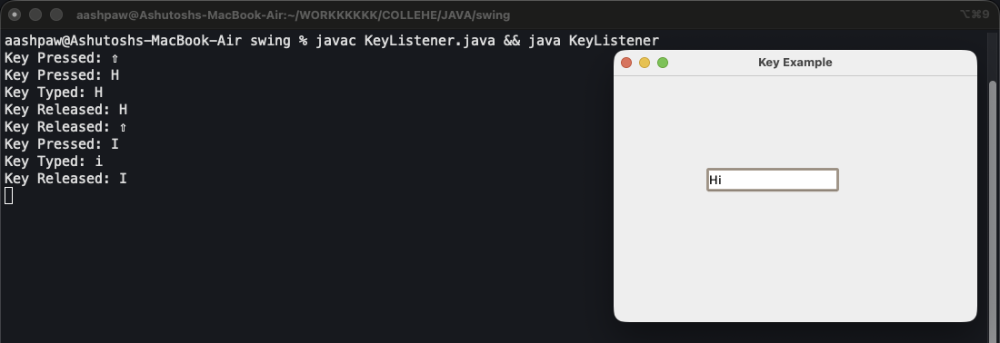 aashpaw@Ashutoshs-MacBook-Air:~/WORKKKKKK/COLLEHE/JAVA/swing
⌥⌘9
aashpaw@Ashutoshs-MacBook-Air swing % javac KeyListener.java && java KeyListener
Key Pressed: ⇧
Key Pressed: H
Key Typed: H
Key Released: H
Key Released: ⇧
Key Pressed: I
Key Typed: i
Key Released: I
Key Example
Hi